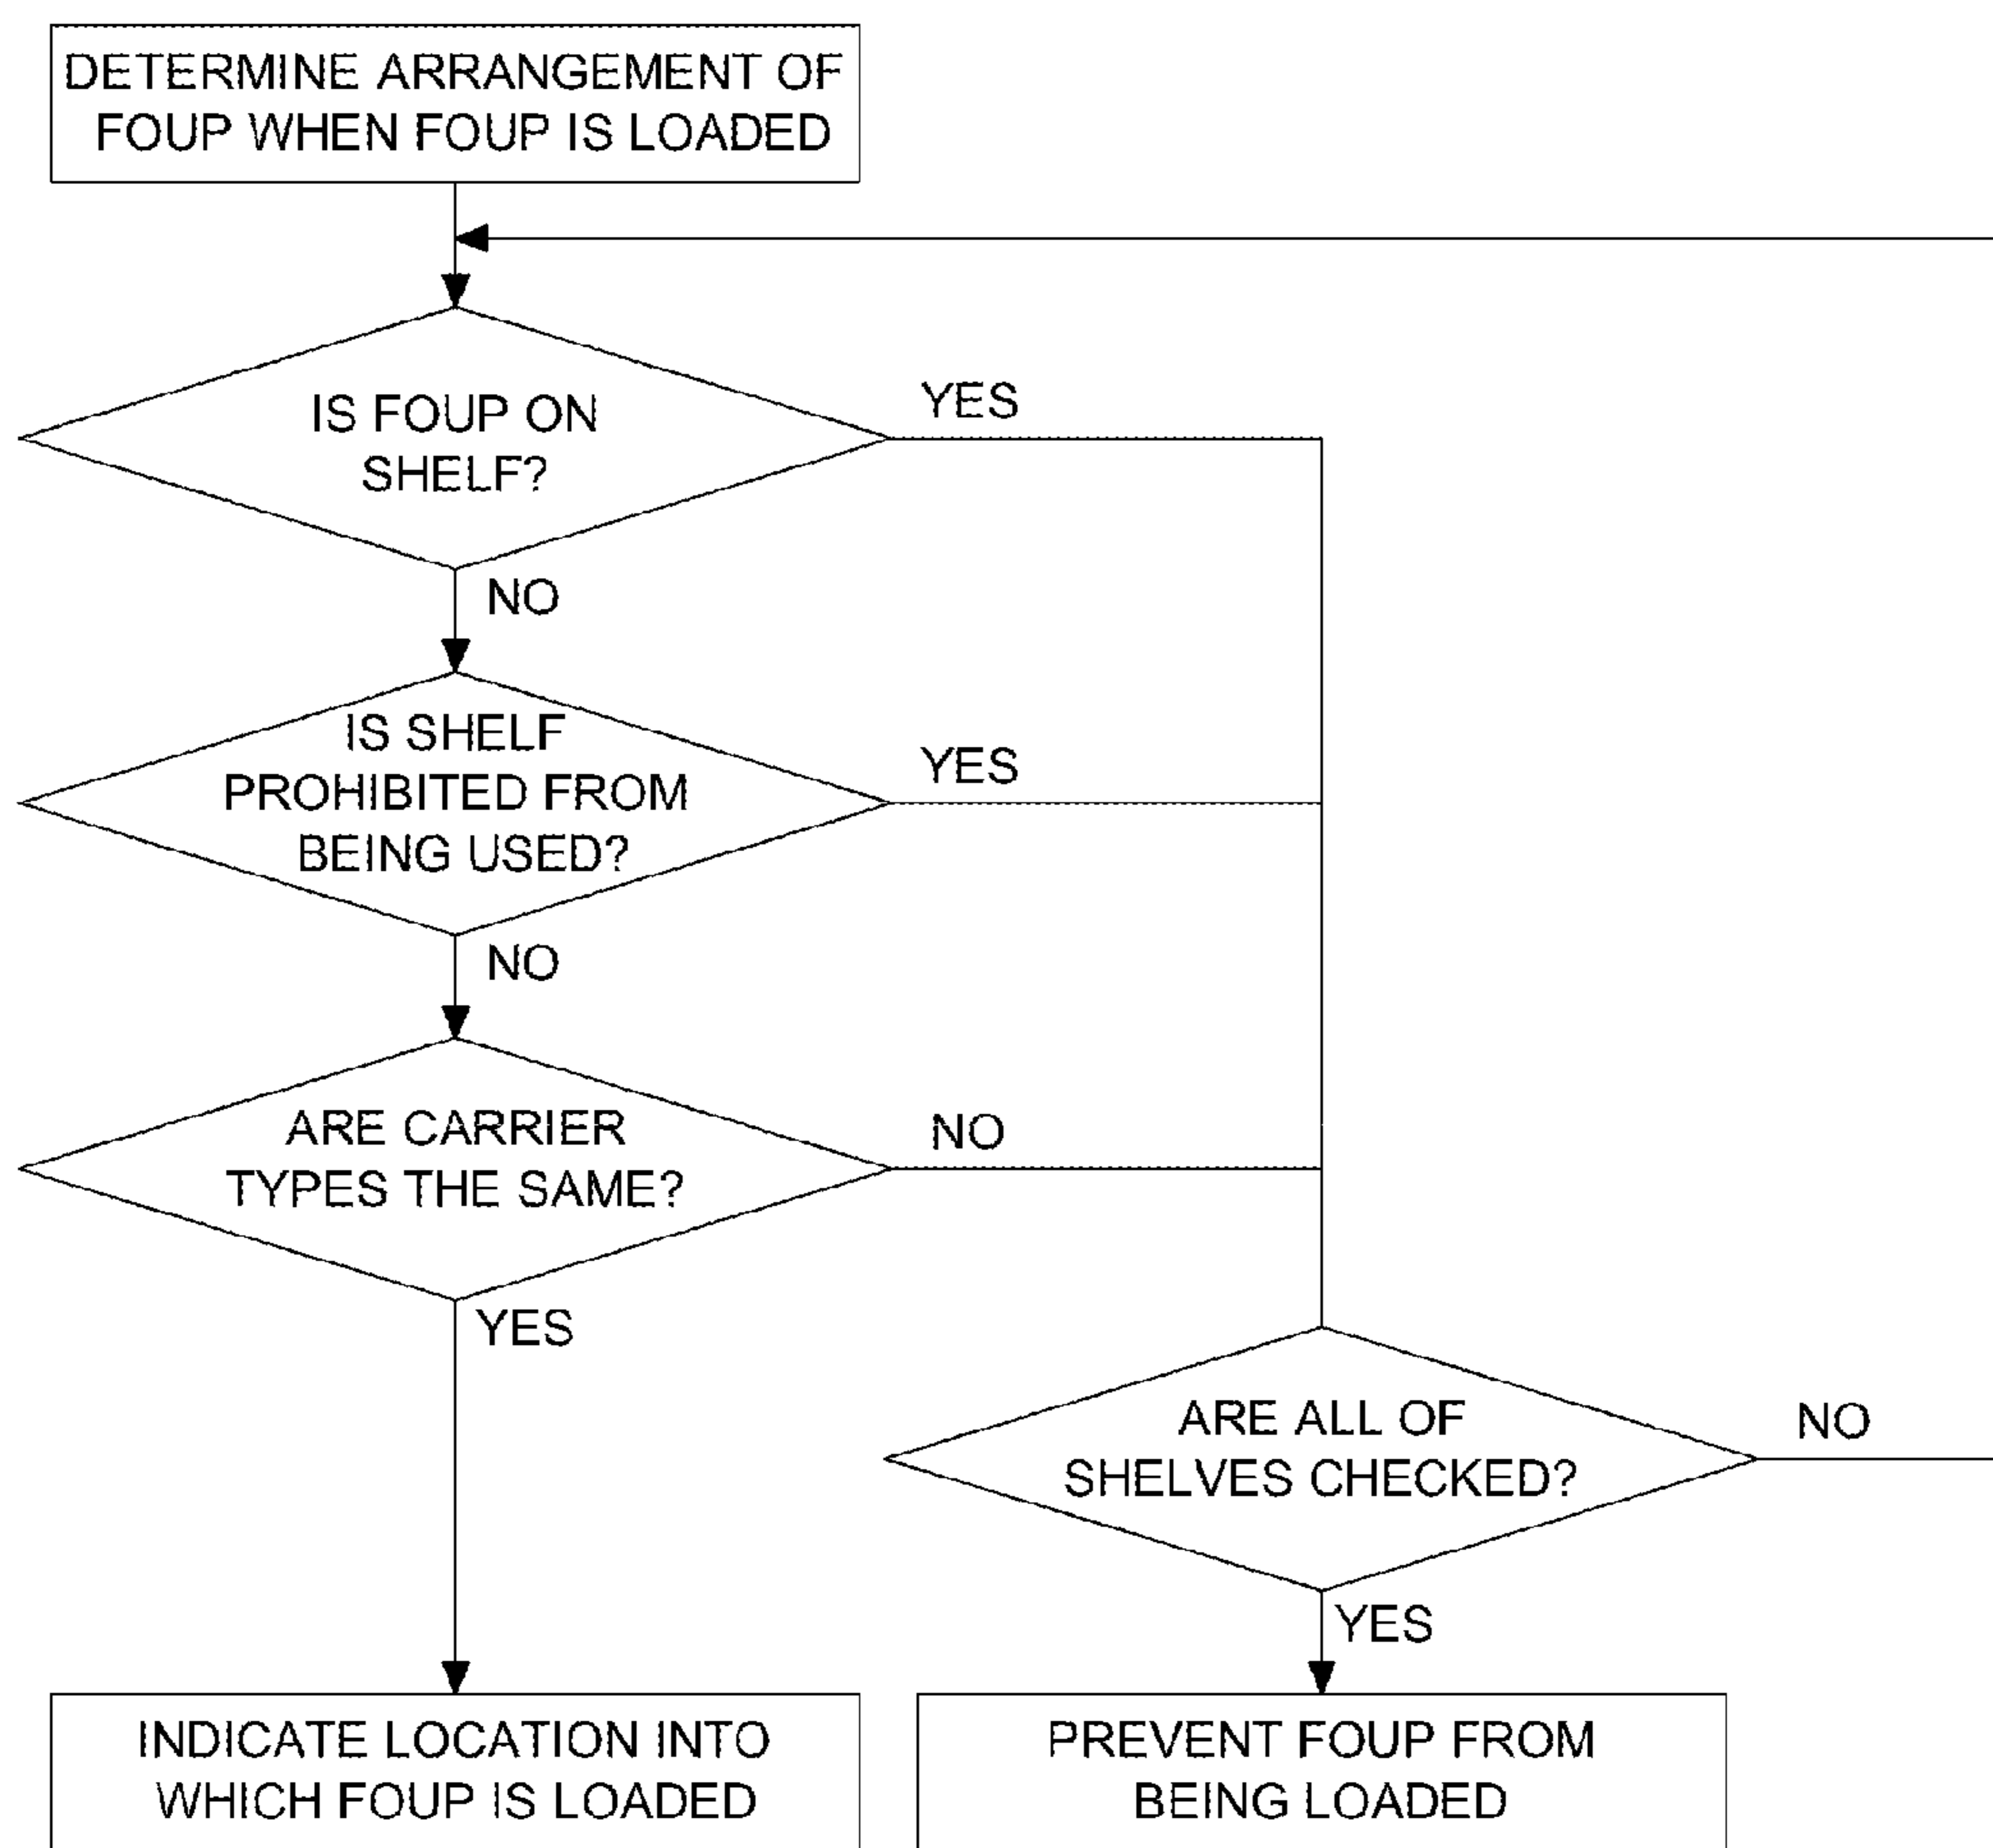 DETERMINE ARRANGEMENT OF
FOUP WHEN FOUP IS LOADED
IS FOUP ON
SHELF?
YES
NO
IS SHELF
PROHIBITED FROM
BEING USED?
YES
NO
ARE CARRIER
TYPES THE SAME?
NO
YES
ARE ALL OF
SHELVES CHECKED?
NO
YES
INDICATE LOCATION INTO
WHICH FOUP IS LOADED
PREVENT FOUP FROM
BEING LOADED